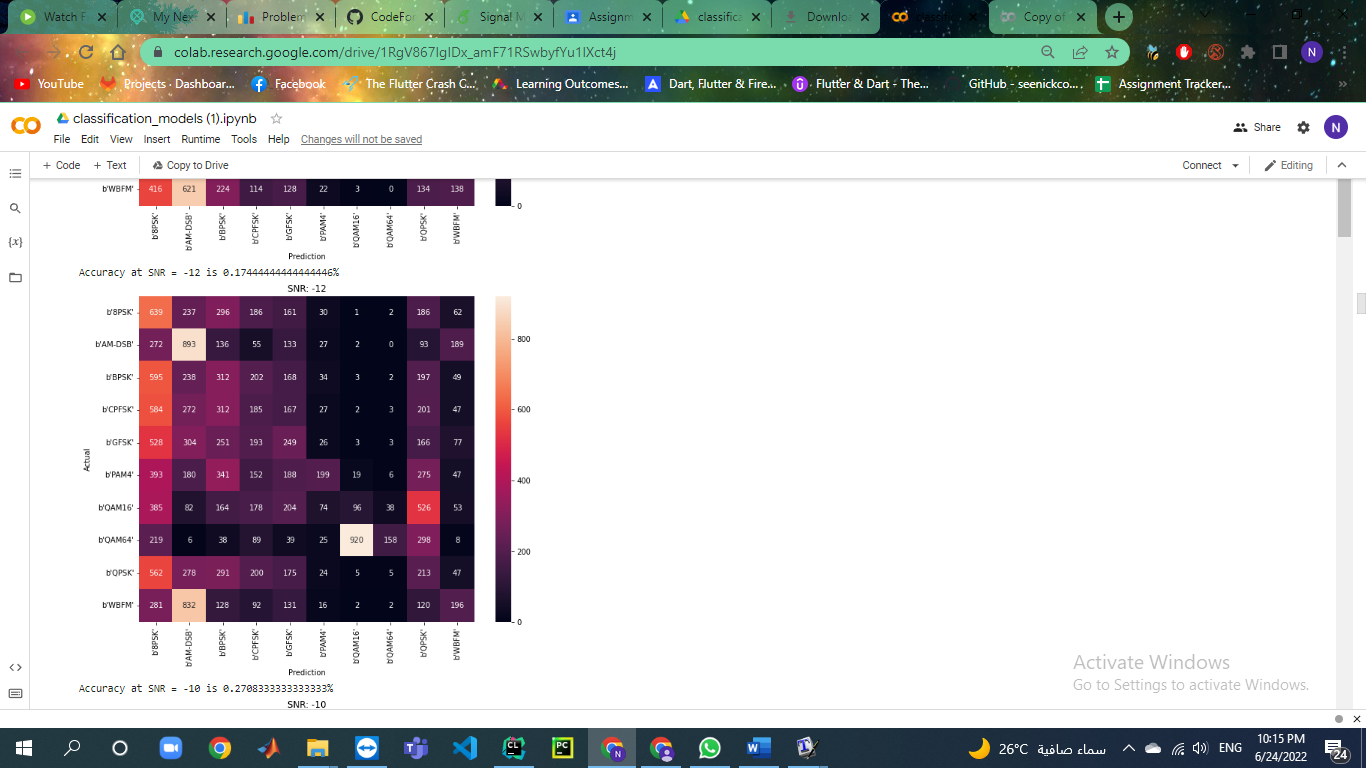 Watch F My Nex Problem CodeFor Signal M Assignm classifica Downloa Copy of
colab.research.google.com/drive/1RgV867IgIDx_amF71RSwbyfYu1lXct4j
YouTube Projects · Dashboar... Facebook The Flutter Crash C... Learning Outcomes... Dart, Flutter & Fire... Flutter & Dart - The... GitHub - seenickco... Assignment Tracker...
classification_models (1).ipynb
File Edit View Insert Runtime Tools Help Changes will not be saved
Share N
+ Code + Text Copy to Drive Connect Editing
b'WBFM' 416 621 224 114 128 22 3 0 134 138 0
b'8PSK' b'AM-DSB' b'BPSK' b'CPFSK' b'GFSK' b'PAM4' b'QAM16' b'QAM64' b'QPSK' b'WBFM'
Prediction
Accuracy at SNR = -12 is 0.17444444444444446%
SNR: -12
b'8PSK' 639 237 296 186 161 30 1 2 186 62
b'AM-DSB' 272 893 136 55 133 27 2 0 93 189
800
b'BPSK' 595 238 312 202 168 34 3 2 197 49
b'CPFSK' 584 272 312 185 167 27 2 3 201 47
600
b'GFSK' 528 304 251 193 249 26 3 3 166 77
Actual
b'PAM4' 393 180 341 152 188 199 19 6 275 47
400
b'QAM16' 385 82 164 178 204 74 96 38 526 53
b'QAM64' 219 6 38 89 39 25 920 158 298 8
200
b'QPSK' 562 278 291 200 175 24 5 5 213 47
b'WBFM' 281 832 128 92 131 16 2 2 120 196
0
b'8PSK' b'AM-DSB' b'BPSK' b'CPFSK' b'GFSK' b'PAM4' b'QAM16' b'QAM64' b'QPSK' b'WBFM'
Prediction
Accuracy at SNR = -10 is 0.2708333333333333%
SNR: -10
Activate Windows
Go to Settings to activate Windows.
26°C سماء صافية ENG 10:15 PM
6/24/2022 24